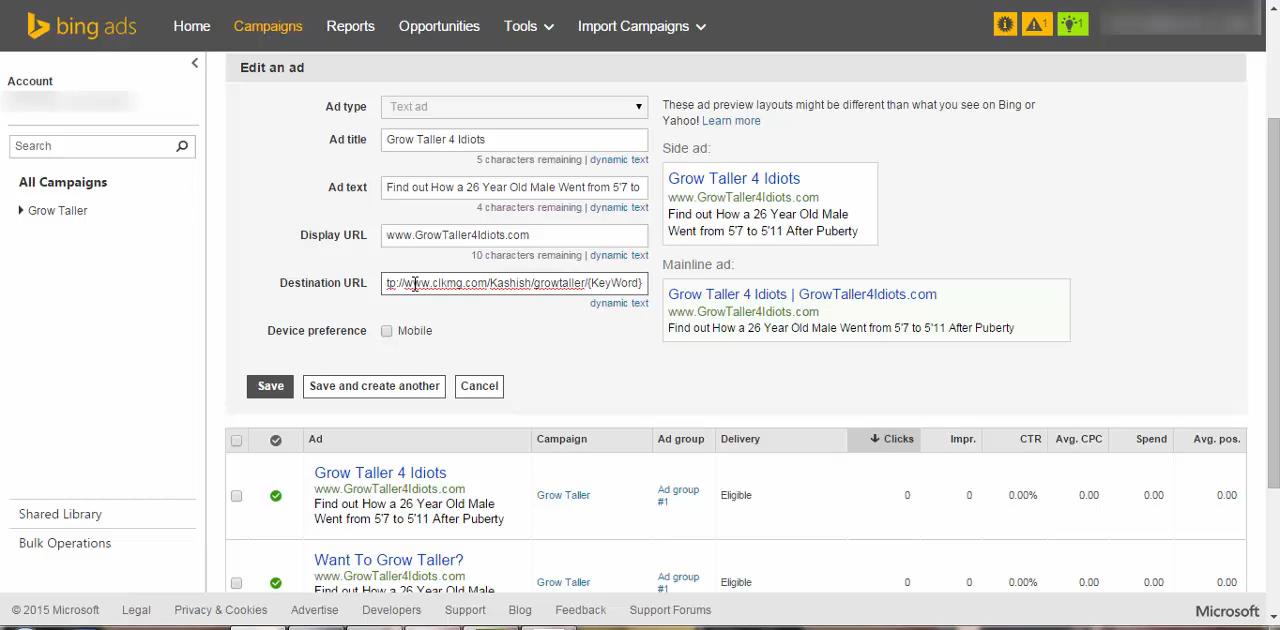 bing ads Home Campaigns Reports Opportunities Tools Import Campaigns 1 1
Account
Search
All Campaigns
Grow Taller
Shared Library
Bulk Operations
Edit an ad
Ad type Text ad
Ad title Grow Taller 4 Idiots
5 characters remaining | dynamic text
Ad text Find out How a 26 Year Old Male Went from 5'7 to
4 characters remaining | dynamic text
Display URL www.GrowTaller4Idiots.com
10 characters remaining | dynamic text
Destination URL tp://www.clkmg.com/Kashish/growtaller/{KeyWord}
dynamic text
Device preference Mobile
Save Save and create another Cancel
These ad preview layouts might be different than what you see on Bing or
Yahoo! Learn more
Side ad:
Grow Taller 4 Idiots
www.GrowTaller4Idiots.com
Find out How a 26 Year Old Male
Went from 5'7 to 5'11 After Puberty
Mainline ad:
Grow Taller 4 Idiots | GrowTaller4Idiots.com
www.GrowTaller4Idiots.com
Find out How a 26 Year Old Male Went from 5'7 to 5'11 After Puberty
Ad Campaign Ad group Delivery Clicks Impr. CTR Avg. CPC Spend Avg. pos.
Grow Taller 4 Idiots
www.GrowTaller4Idiots.com
Find out How a 26 Year Old Male
Went from 5'7 to 5'11 After Puberty
Grow Taller
Ad group
#1
Eligible 0 0 0.00% 0.00 0.00 0.00
Want To Grow Taller?
www.GrowTaller4Idiots.com
Find out How a 26 Year Old Male
Grow Taller
Ad group
#1
Eligible 0 0 0.00% 0.00 0.00 0.00
© 2015 Microsoft Legal Privacy & Cookies Advertise Developers Support Blog Feedback Support Forums Microsoft